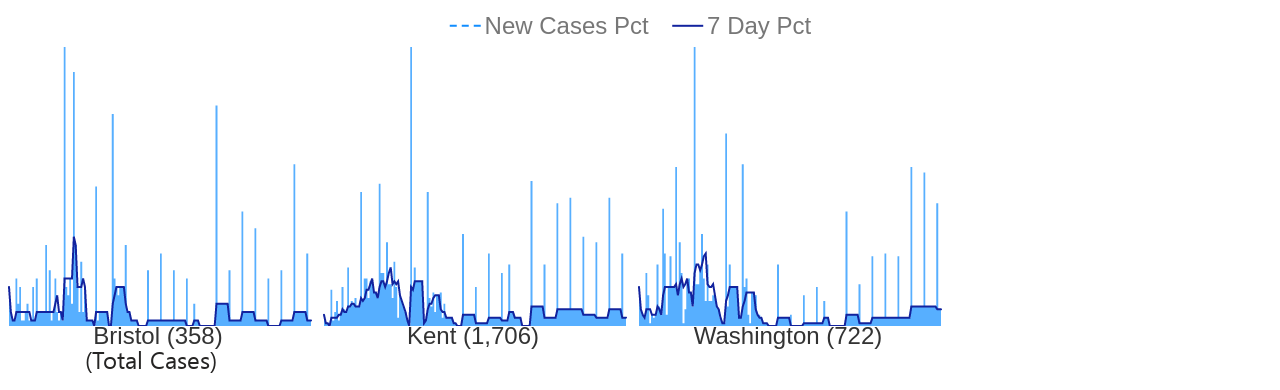 New Cases Pct 7 Day Pct
Bristol (358) Kent (1,706) Washington (722)
(Total Cases)